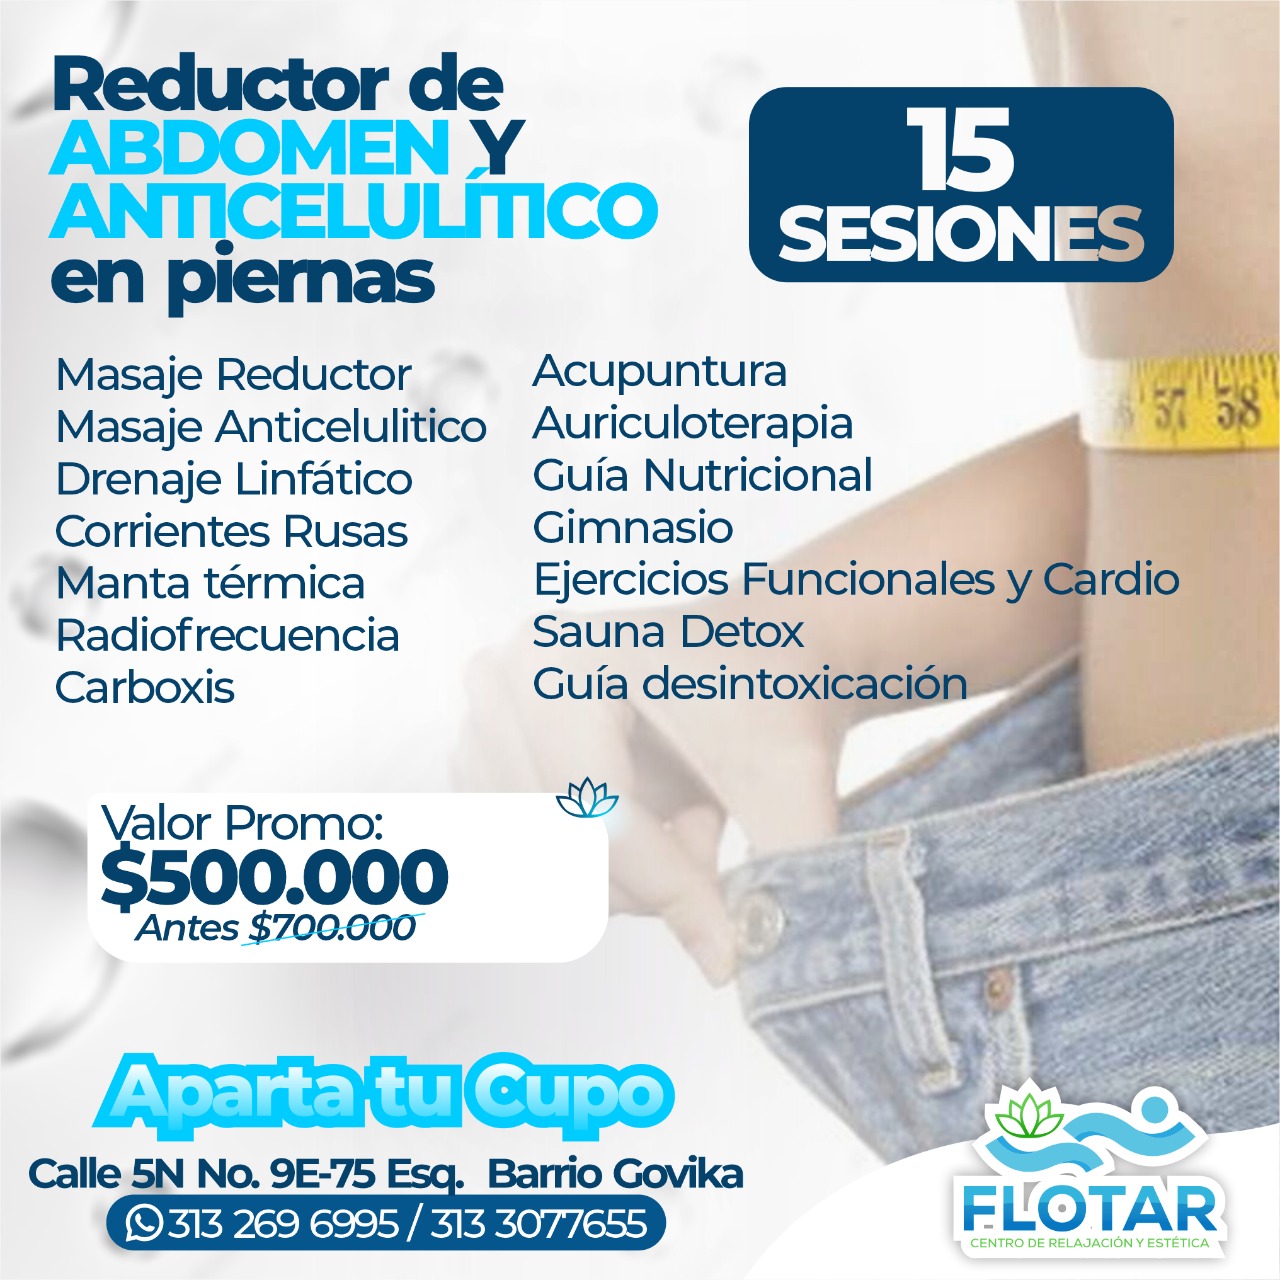 Reductor de
ABDOMEN Y
ANTICELULÍTICO
en piernas
15
SESIONES
Masaje Reductor
Masaje Anticelulitico
Drenaje Linfático
Corrientes Rusas
Manta térmica
Radiofrecuencia
Carboxis
Acupuntura
Auriculoterapia
Guía Nutricional
Gimnasio
Ejercicios Funcionales y Cardio
Sauna Detox
Guía desintoxicación
57 58
Valor Promo:
$500.000
Antes $700.000
Aparta tu Cupo
Calle 5N No. 9E-75 Esq. Barrio Govika
313 269 6995 / 313 3077655
FLOTAR
CENTRO DE RELAJACIÓN Y ESTÉTICA